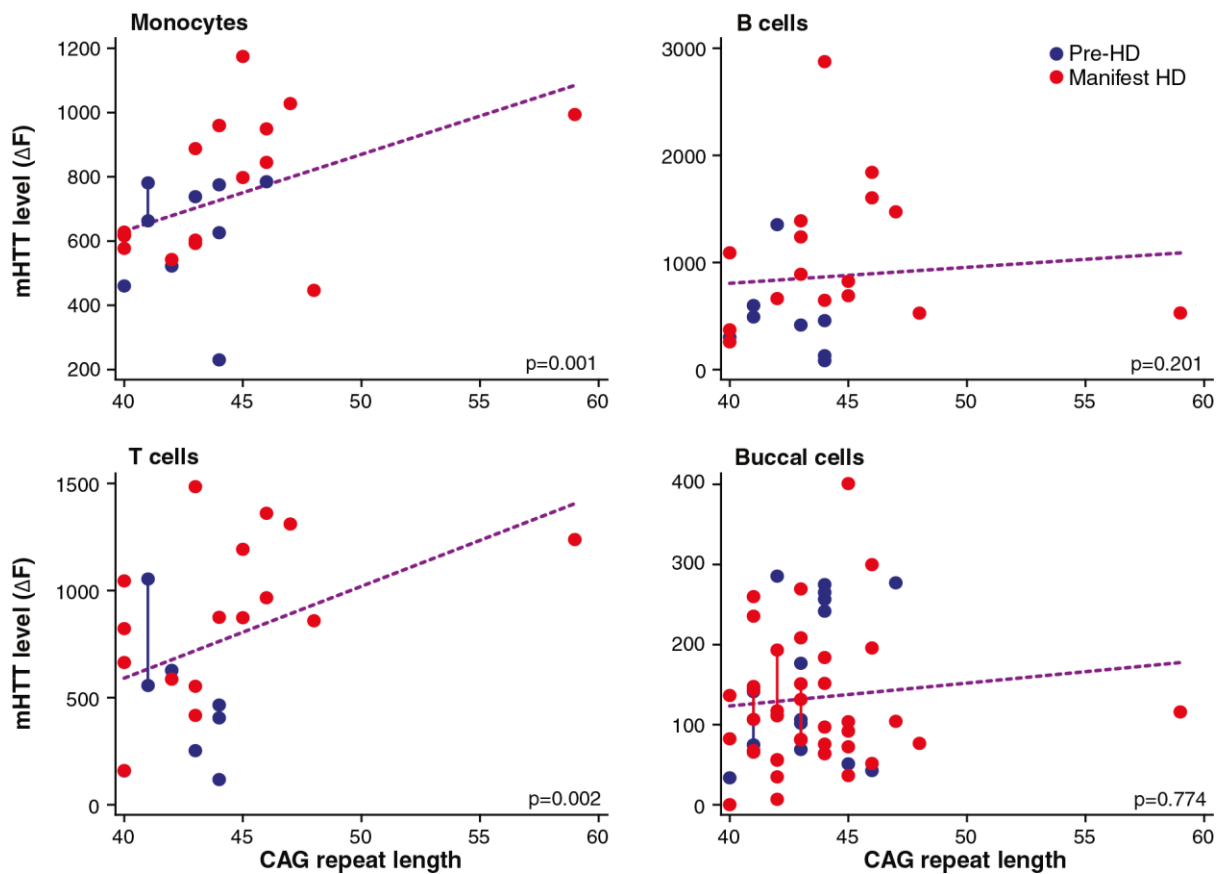 Monocytes
1200
1000
800
600
400
200
mHTT level (ΔF)
p=0.001
40 45 50 55 60
B cells
3000
2000
1000
0
Pre-HD
Manifest HD
p=0.201
40 45 50 55 60
T cells
1500
1000
500
0
mHTT level (ΔF)
p=0.002
40 45 50 55 60
CAG repeat length
Buccal cells
400
300
200
100
0
p=0.774
40 45 50 55 60
CAG repeat length